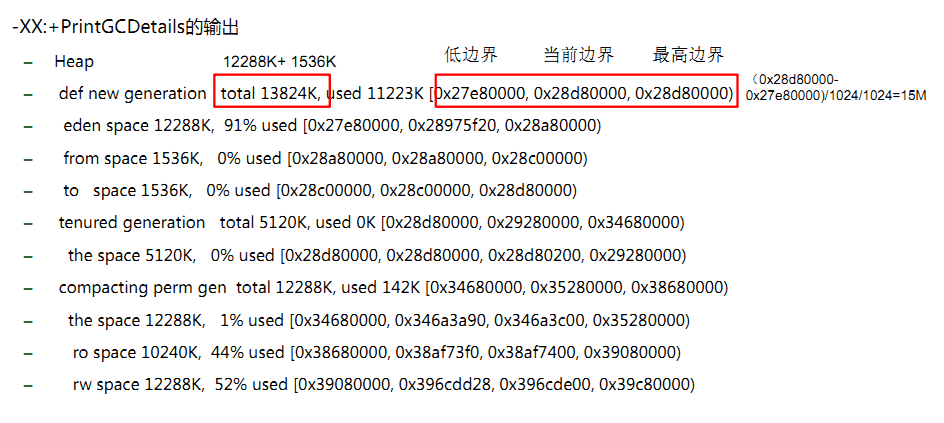 -XX:+PrintGCDetails的输出
– Heap 12288K+ 1536K 低边界 当前边界 最高边界
– def new generation total 13824K, used 11223K [0x27e80000, 0x28d80000, 0x28d80000) （0x28d80000-
0x27e80000)/1024/1024=15M
– eden space 12288K, 91% used [0x27e80000, 0x28975f20, 0x28a80000)
– from space 1536K, 0% used [0x28a80000, 0x28a80000, 0x28c00000)
– to space 1536K, 0% used [0x28c00000, 0x28c00000, 0x28d80000)
– tenured generation total 5120K, used 0K [0x28d80000, 0x29280000, 0x34680000)
– the space 5120K, 0% used [0x28d80000, 0x28d80000, 0x28d80200, 0x29280000)
– compacting perm gen total 12288K, used 142K [0x34680000, 0x35280000, 0x38680000)
– the space 12288K, 1% used [0x34680000, 0x346a3a90, 0x346a3c00, 0x35280000)
– ro space 10240K, 44% used [0x38680000, 0x38af73f0, 0x38af7400, 0x39080000)
– rw space 12288K, 52% used [0x39080000, 0x396cdd28, 0x396cde00, 0x39c80000)